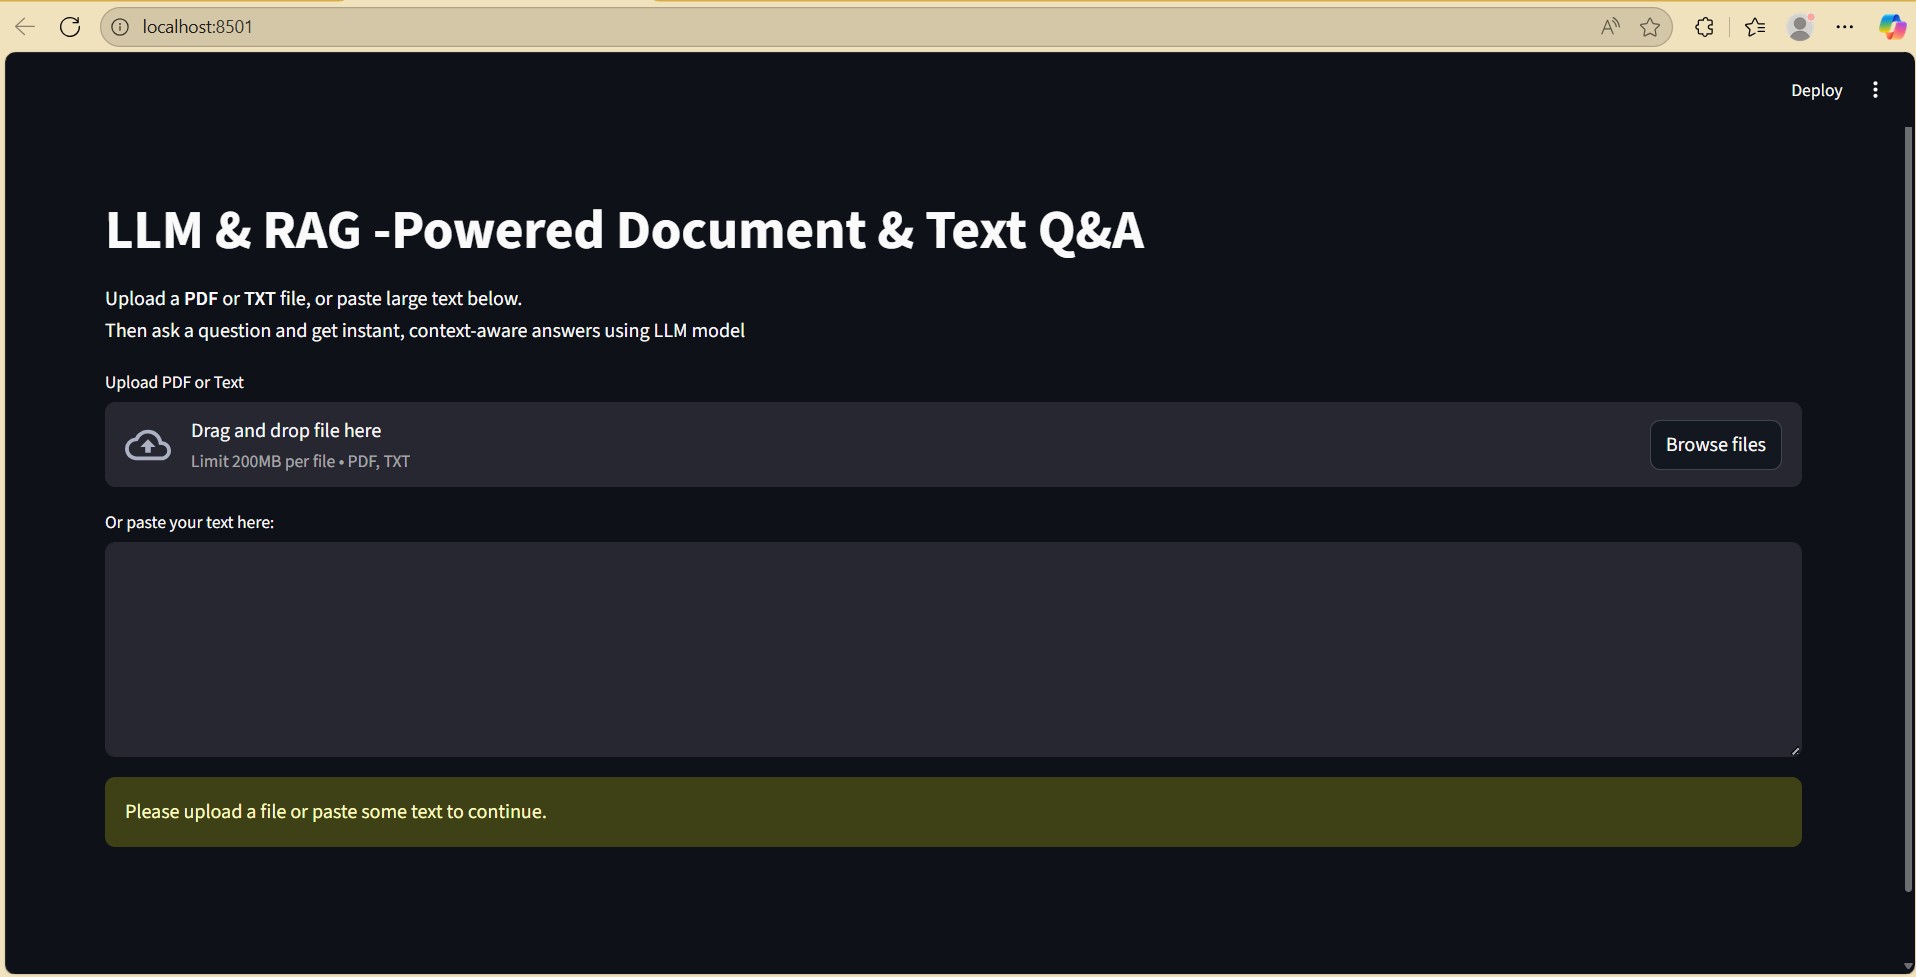 localhost:8501
Deploy
LLM & RAG -Powered Document & Text Q&A
Upload a PDF or TXT file, or paste large text below.
Then ask a question and get instant, context-aware answers using LLM model
Upload PDF or Text
Drag and drop file here
Limit 200MB per file • PDF, TXT
Browse files
Or paste your text here:
Please upload a file or paste some text to continue.